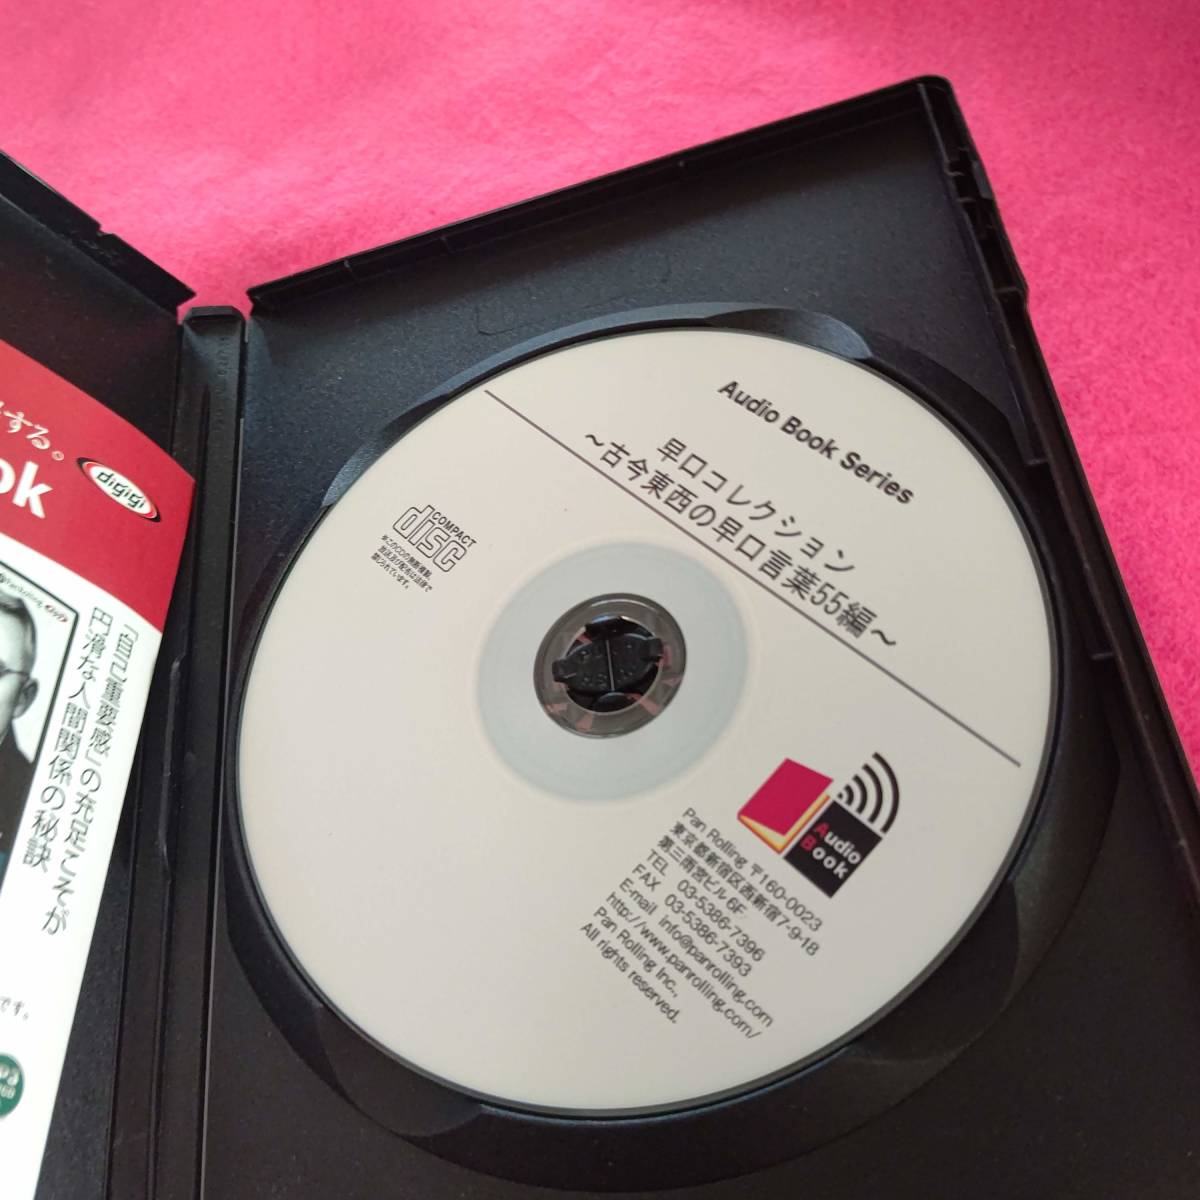 Audio Book Series
早口コレクション
～古今東西の早口言葉55編～
COMPACT
disc
Audio
Book
Pan Rolling 〒160-0023
東京都新宿区西新宿7-9-18
第三雨宮ビル6F
TEL 03-5386-7396
FAX 03-5386-7393
E-mail info@panrolling.com
http://www.panrolling.com/
Pan Rolling Inc.,
All rights reserved.
する。
ok
digigi
「自己重要感」の充足こそが
円滑な人間関係の秘訣
です。